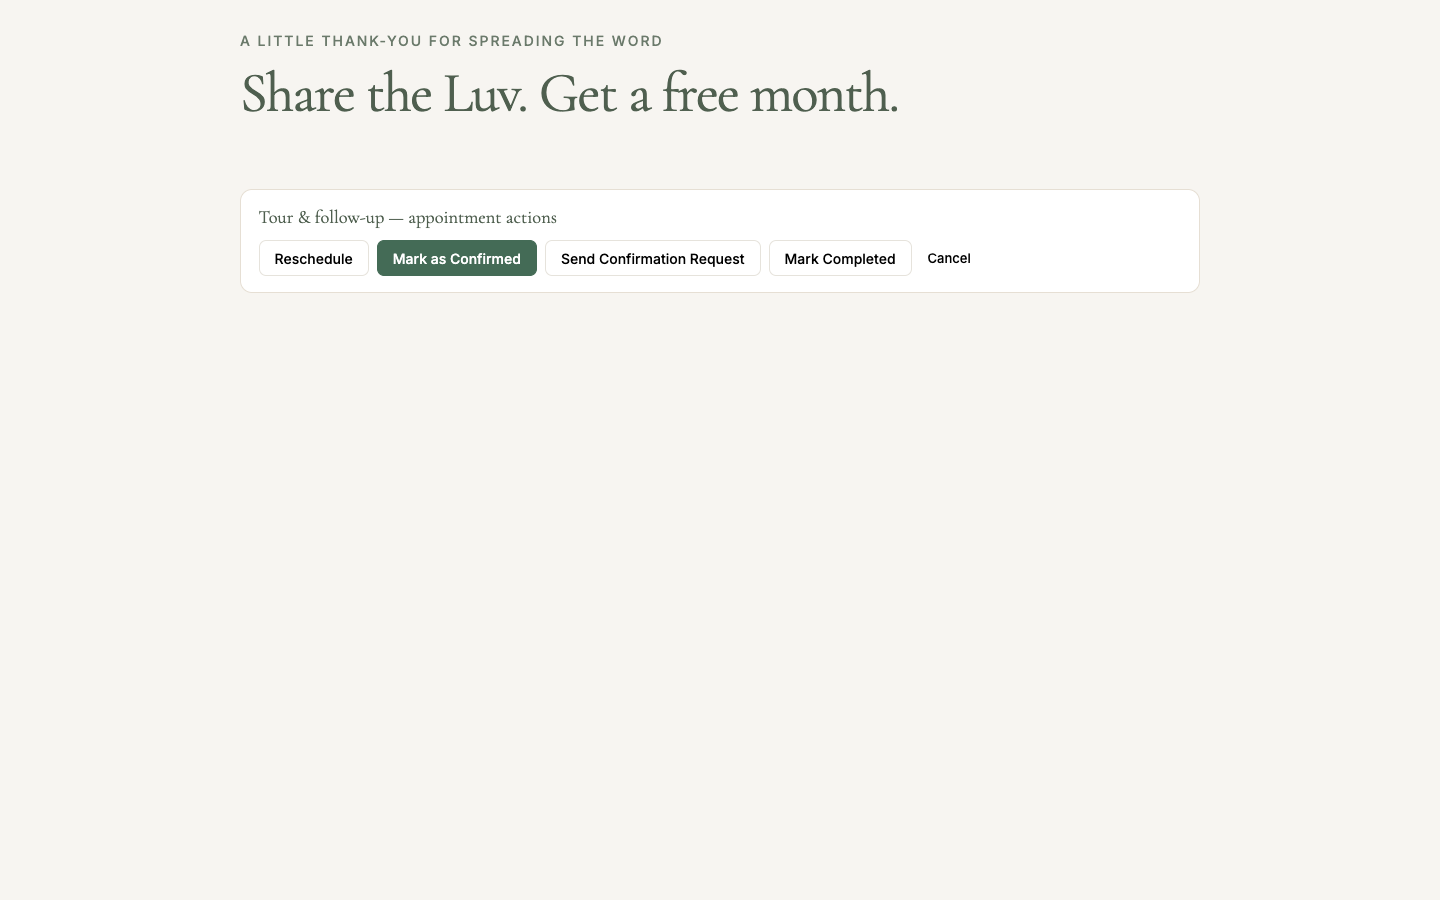 A LITTLE THANK-YOU FOR SPREADING THE WORD
Share the Luv. Get a free month.
Tour & follow-up — appointment actions
Reschedule Mark as Confirmed Send Confirmation Request Mark Completed Cancel